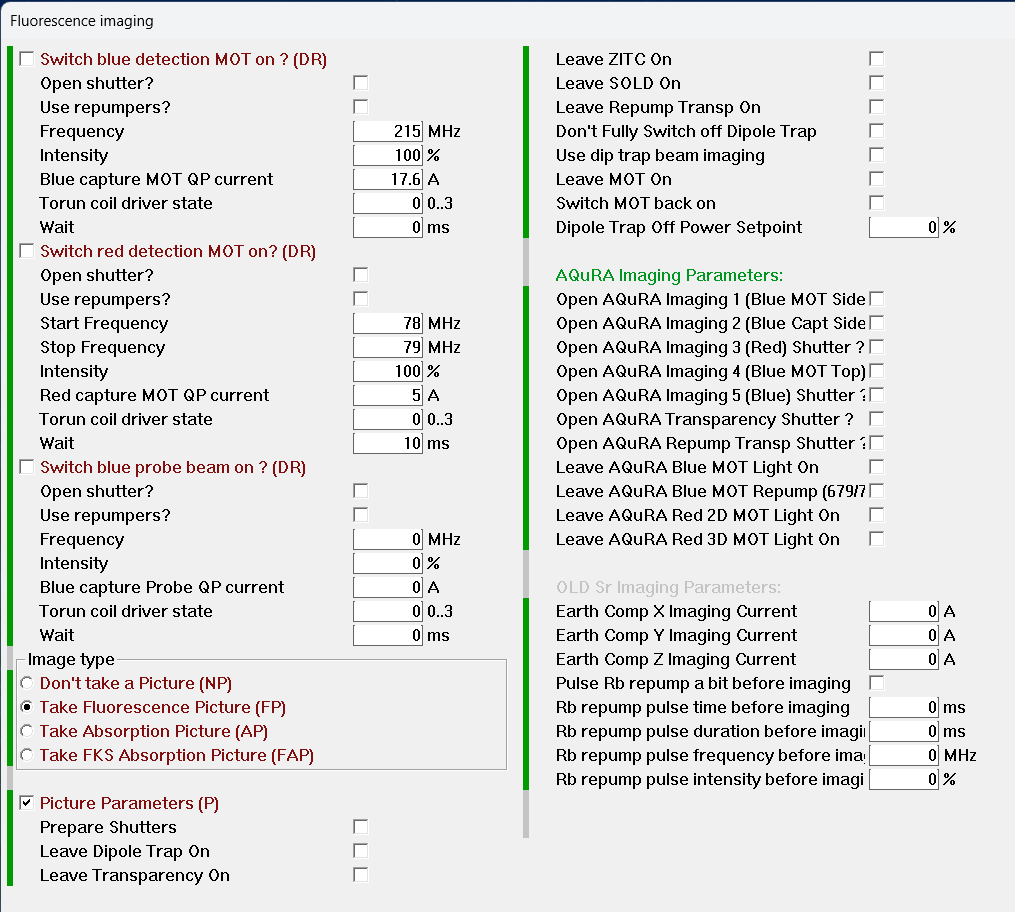 Fluorescence imaging
Switch blue detection MOT on ? (DR)
Open shutter?
Use repumpers?
Frequency 215 MHz
Intensity 100 %
Blue capture MOT QP current 17.6 A
Torun coil driver state 0 0..3
Wait 0 ms
Switch red detection MOT on? (DR)
Open shutter?
Use repumpers?
Start Frequency 78 MHz
Stop Frequency 79 MHz
Intensity 100 %
Red capture MOT QP current 5 A
Torun coil driver state 0 0..3
Wait 10 ms
Switch blue probe beam on ? (DR)
Open shutter?
Use repumpers?
Frequency 0 MHz
Intensity 0 %
Blue capture Probe QP current 0 A
Torun coil driver state 0 0..3
Wait 0 ms
Image type
Don't take a Picture (NP)
Take Fluorescence Picture (FP)
Take Absorption Picture (AP)
Take FKS Absorption Picture (FAP)
Picture Parameters (P)
Prepare Shutters
Leave Dipole Trap On
Leave Transparency On
Leave ZITC On
Leave SOLD On
Leave Repump Transp On
Don't Fully Switch off Dipole Trap
Use dip trap beam imaging
Leave MOT On
Switch MOT back on
Dipole Trap Off Power Setpoint 0 %
AQuRA Imaging Parameters:
Open AQuRA Imaging 1 (Blue MOT Side
Open AQuRA Imaging 2 (Blue Capt Side
Open AQuRA Imaging 3 (Red) Shutter ?
Open AQuRA Imaging 4 (Blue MOT Top)
Open AQuRA Imaging 5 (Blue) Shutter ?
Open AQuRA Transparency Shutter ?
Open AQuRA Repump Transp Shutter ?
Leave AQuRA Blue MOT Light On
Leave AQuRA Blue MOT Repump (679/7
Leave AQuRA Red 2D MOT Light On
Leave AQuRA Red 3D MOT Light On
OLD Sr Imaging Parameters:
Earth Comp X Imaging Current 0 A
Earth Comp Y Imaging Current 0 A
Earth Comp Z Imaging Current 0 A
Pulse Rb repump a bit before imaging
Rb repump pulse time before imaging 0 ms
Rb repump pulse duration before imagi 0 ms
Rb repump pulse frequency before ima 0 MHz
Rb repump pulse intensity before imagi 0 %